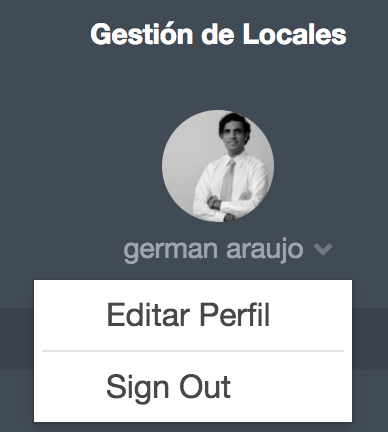 Gestión de Locales
german araujo
Editar Perfil
Sign Out